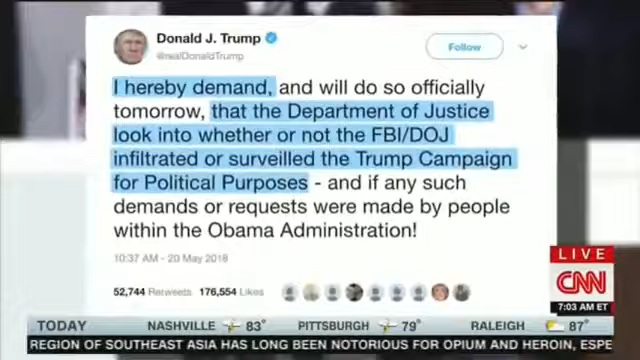 Donald J. Trump
@realDonaldTrump
Follow
I hereby demand, and will do so officially
tomorrow, that the Department of Justice
look into whether or not the FBI/DOJ
infiltrated or surveilled the Trump Campaign
for Political Purposes - and if any such
demands or requests were made by people
within the Obama Administration!
10:37 AM - 20 May 2018
52,744 Retweets 176,554 Likes
LIVE
CNN
7:03 AM ET
TODAY NASHVILLE 83° PITTSBURGH 79° RALEIGH 87°
REGION OF SOUTHEAST ASIA HAS LONG BEEN NOTORIOUS FOR OPIUM AND HEROIN, ESPE